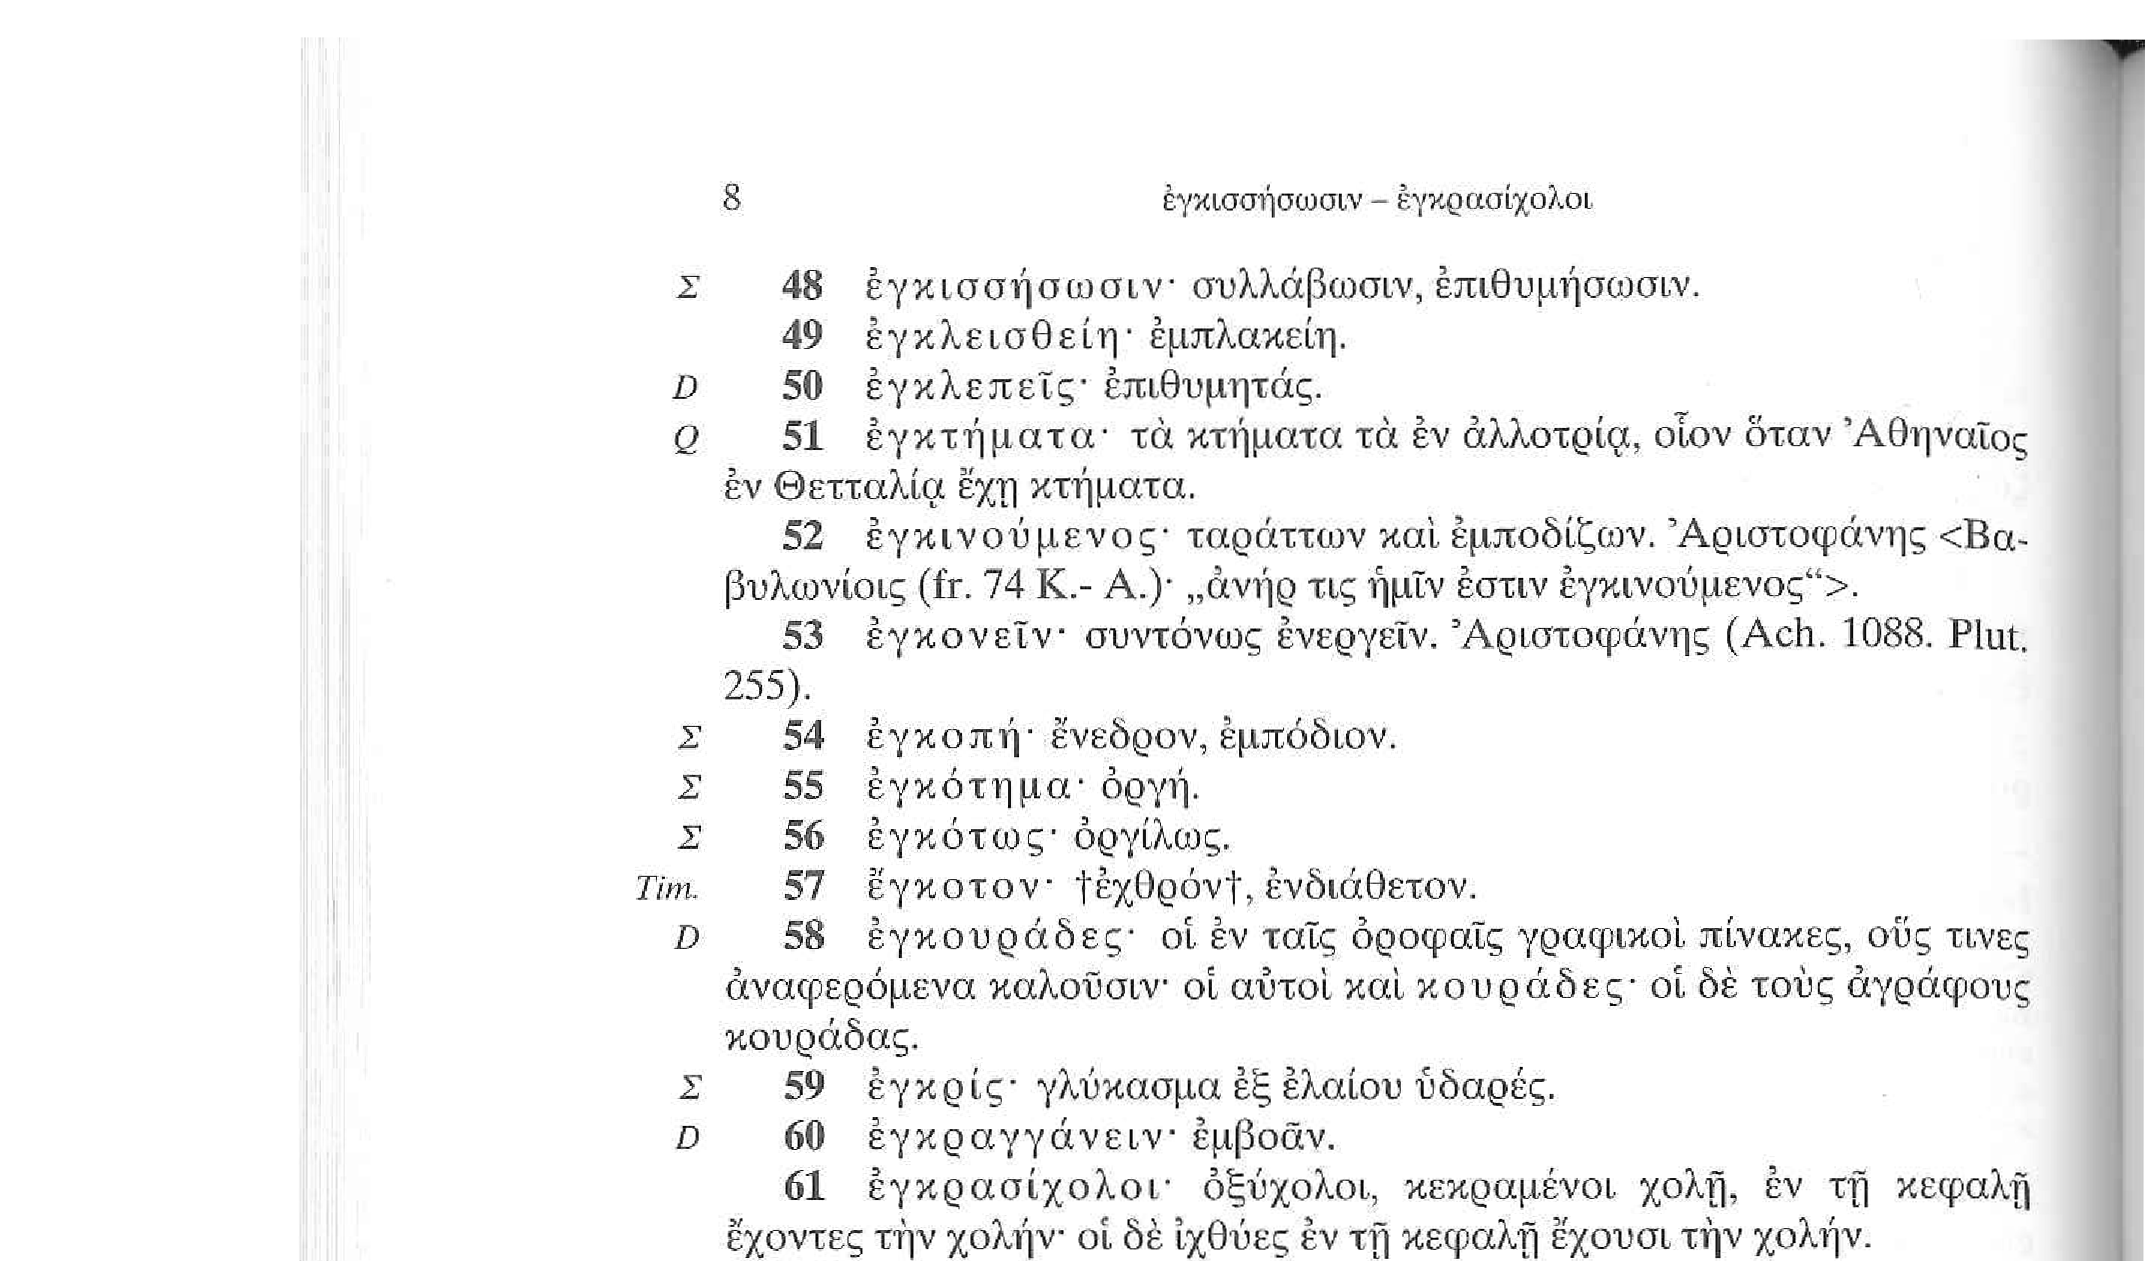 8 ἐγκισσήσωσιν – ἐγκρασίχολοι
Σ 48 ἐγκισσήσωσιν· συλλάβωσιν, ἐπιθυμήσωσιν.
49 ἐγκλεισθείη· ἐμπλακείη.
D 50 ἐγκλεπεῖς· ἐπιθυμητάς.
Q 51 ἐγκτήματα· τὰ κτήματα τὰ ἐν ἀλλοτρίᾳ, οἷον ὅταν Ἀθηναῖος
ἐν Θετταλίᾳ ἔχῃ κτήματα.
52 ἐγκινούμενος· ταράττων καὶ ἐμποδίζων. Ἀριστοφάνης <Βα-
βυλωνίοις (fr. 74 K.- A.)· „ἀνήρ τις ἡμῖν ἐστιν ἐγκινούμενος“>.
53 ἐγκονεῖν· συντόνως ἐνεργεῖν. Ἀριστοφάνης (Ach. 1088. Plut.
255).
Σ 54 ἐγκοπή· ἔνεδρον, ἐμπόδιον.
Σ 55 ἐγκότημα· ὀργή.
Σ 56 ἐγκότως· ὀργίλως.
Tim. 57 ἔγκοτον· †ἐχθρόν†, ἐνδιάθετον.
D 58 ἐγκουράδες· οἱ ἐν ταῖς ὀροφαῖς γραφικοὶ πίνακες, οὕς τινες
ἀναφερόμενα καλοῦσιν· οἱ αὐτοὶ καὶ κουράδες· οἱ δὲ τοὺς ἀγράφους
κουράδας.
Σ 59 ἐγκρίς· γλύκασμα ἐξ ἐλαίου ὑδαρές.
D 60 ἐγκραγγάνειν· ἐμβοᾶν.
61 ἐγκρασίχολοι· ὀξύχολοι, κεκραμένοι χολῇ, ἐν τῇ κεφαλῇ
ἔχοντες τὴν χολήν· οἱ δὲ ἰχθύες ἐν τῇ κεφαλῇ ἔχουσι τὴν χολήν.